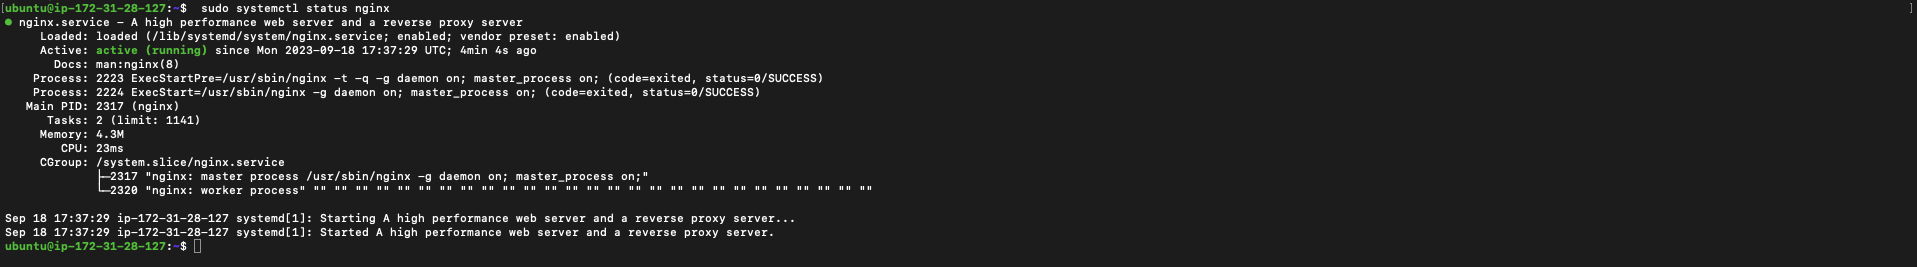 [ubuntu@ip-172-31-28-127:~$  sudo systemctl status nginx ]
● nginx.service - A high performance web server and a reverse proxy server
     Loaded: loaded (/lib/systemd/system/nginx.service; enabled; vendor preset: enabled)
     Active: active (running) since Mon 2023-09-18 17:37:29 UTC; 4min 4s ago
       Docs: man:nginx(8)
    Process: 2223 ExecStartPre=/usr/sbin/nginx -t -q -g daemon on; master_process on; (code=exited, status=0/SUCCESS)
    Process: 2224 ExecStart=/usr/sbin/nginx -g daemon on; master_process on; (code=exited, status=0/SUCCESS)
   Main PID: 2317 (nginx)
      Tasks: 2 (limit: 1141)
     Memory: 4.3M
        CPU: 23ms
     CGroup: /system.slice/nginx.service
             ├─2317 "nginx: master process /usr/sbin/nginx -g daemon on; master_process on;"
             └─2320 "nginx: worker process" "" "" "" "" "" "" "" "" "" "" "" "" "" "" "" "" "" "" "" "" "" "" "" "" "" "" ""

Sep 18 17:37:29 ip-172-31-28-127 systemd[1]: Starting A high performance web server and a reverse proxy server...
Sep 18 17:37:29 ip-172-31-28-127 systemd[1]: Started A high performance web server and a reverse proxy server.
ubuntu@ip-172-31-28-127:~$